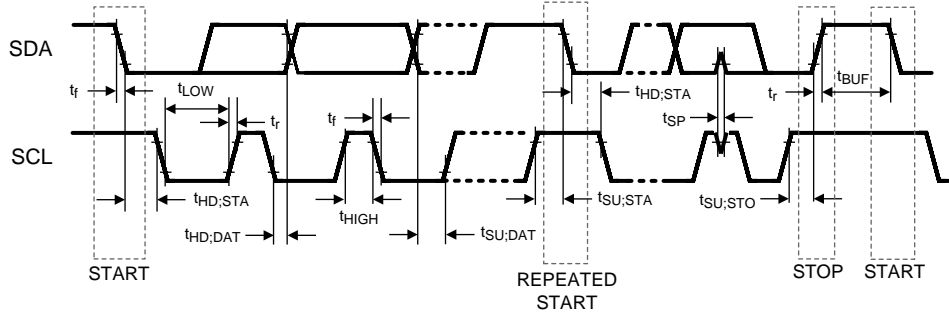 SDA
t_f
t_LOW
t_r
t_f
t_HD;STA
t_SP
t_r
t_BUF
SCL
t_HD;STA
t_HD;DAT
t_HIGH
t_SU;DAT
t_SU;STA
t_SU;STO
START
REPEATED
START
STOP
START